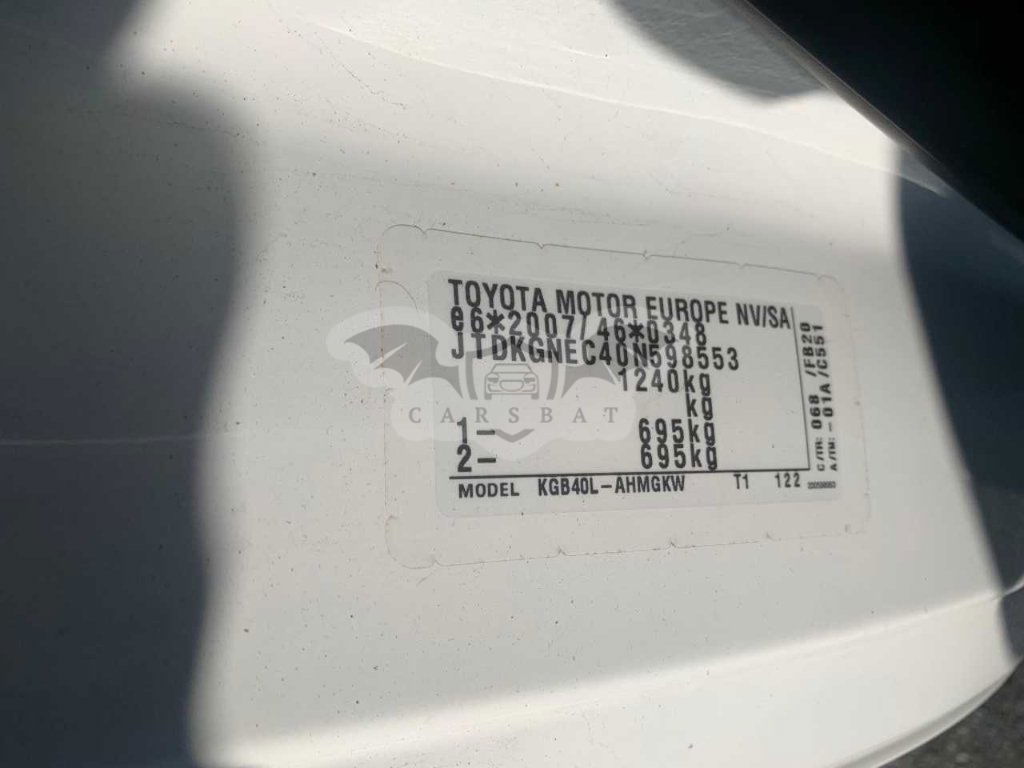 TOYOTA MOTOR EUROPE NV/SA
e6*2007/46*0348
JTDKGNEC40N598553
1240kg
kg
1- 695kg
2- 695kg
MODEL KGB40L-AHMGKW T1 122
C/TR: 068 /FB20
A/TM: -01A /C551
CARSBAT